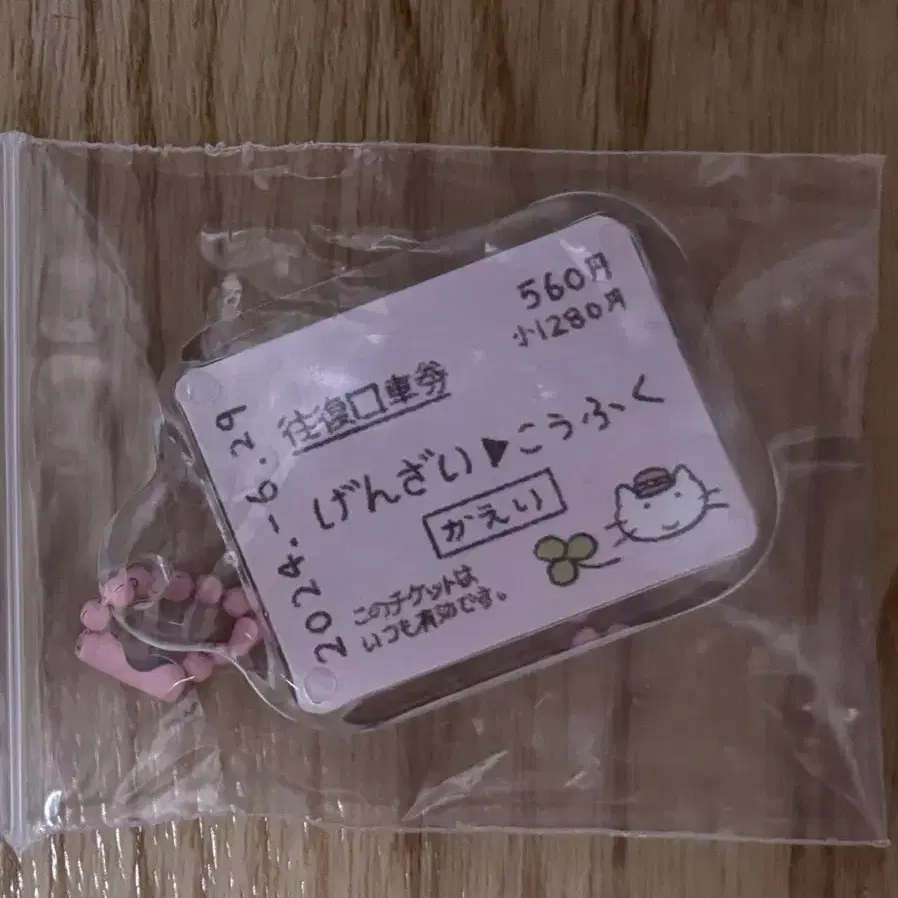 560円
小1280円
往復口車券
げんざい▶こうふく
かえり
このチケットは、
いつも有効です。
2024.-6.29